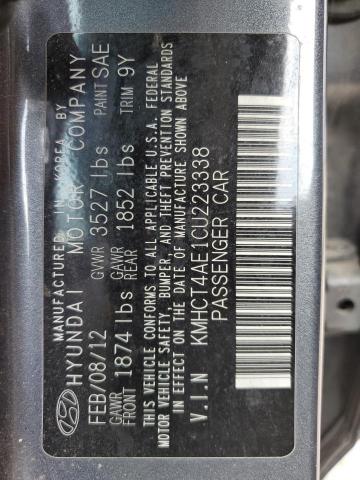 MANUFACTURED IN KOREA BY
HYUNDAI MOTOR COMPANY
FEB/08/12 GVWR 3527 lbs PAINT SAE
GAWR FRONT 1874 lbs GAWR REAR 1852 lbs TRIM 9Y
THIS VEHICLE CONFORMS TO ALL APPLICABLE U.S.A. FEDERAL
MOTOR VEHICLE SAFETY, BUMPER, AND THEFT PREVENTION STANDARDS
IN EFFECT ON THE DATE OF MANUFACTURE SHOWN ABOVE
V.I.N KMHCT4AE1CU223338
PASSENGER CAR